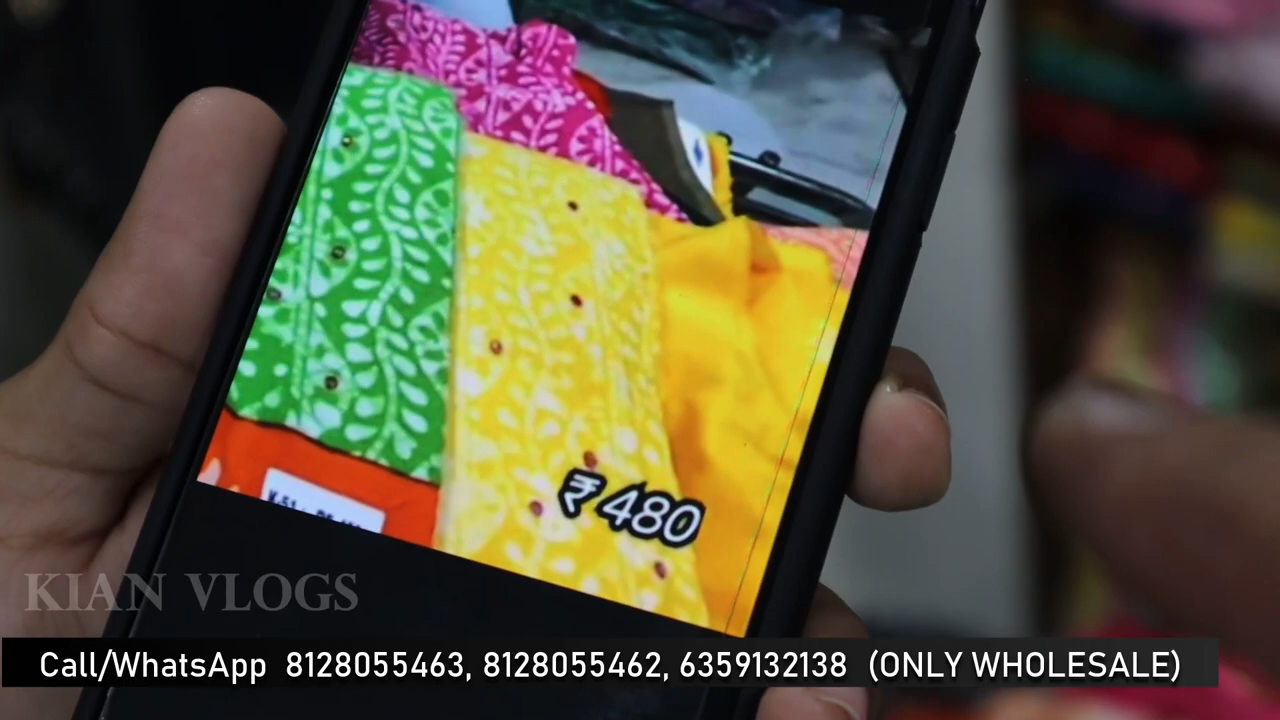 ₹ 480
KIAN VLOGS
Call/WhatsApp 8128055463, 8128055462, 6359132138 (ONLY WHOLESALE)